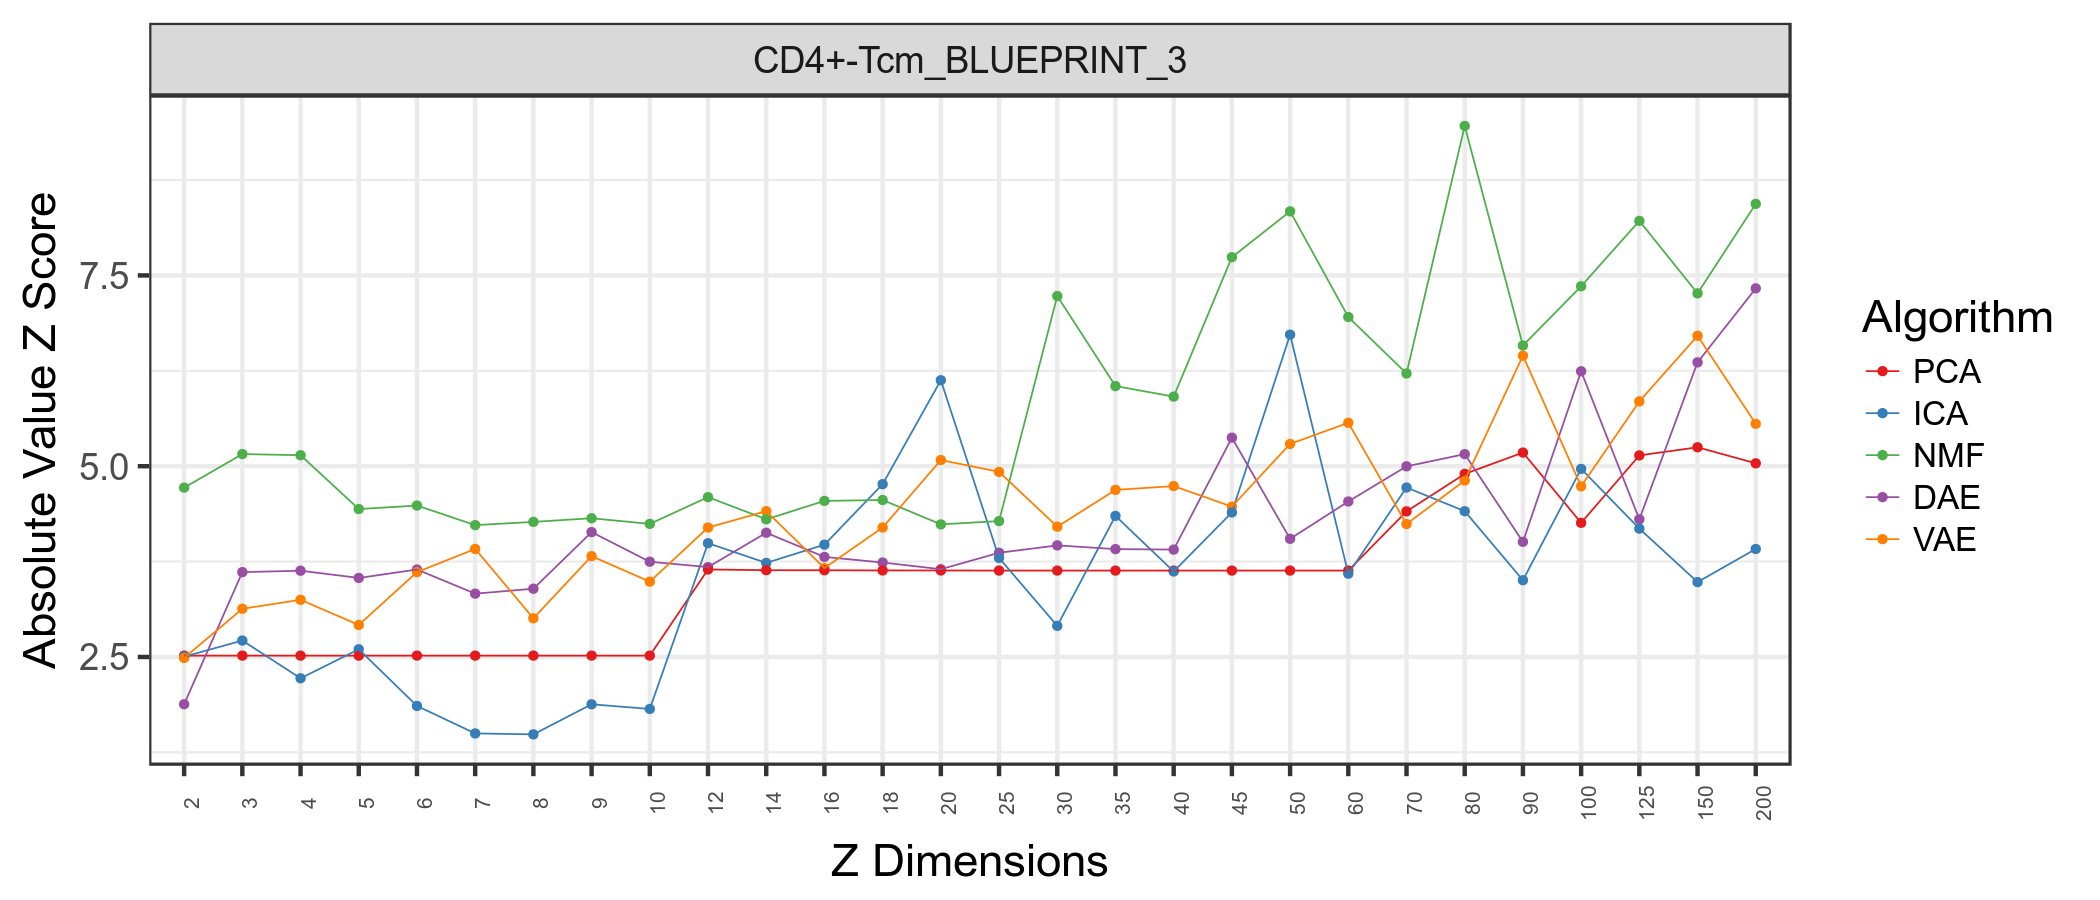 CD4+-Tcm_BLUEPRINT_3
Absolute Value Z Score
7.5
5.0
2.5
2 3 4 5 6 7 8 9 10 12 14 16 18 20 25 30 35 40 45 50 60 70 80 90 100 125 150 200
Z Dimensions
Algorithm
PCA
ICA
NMF
DAE
VAE